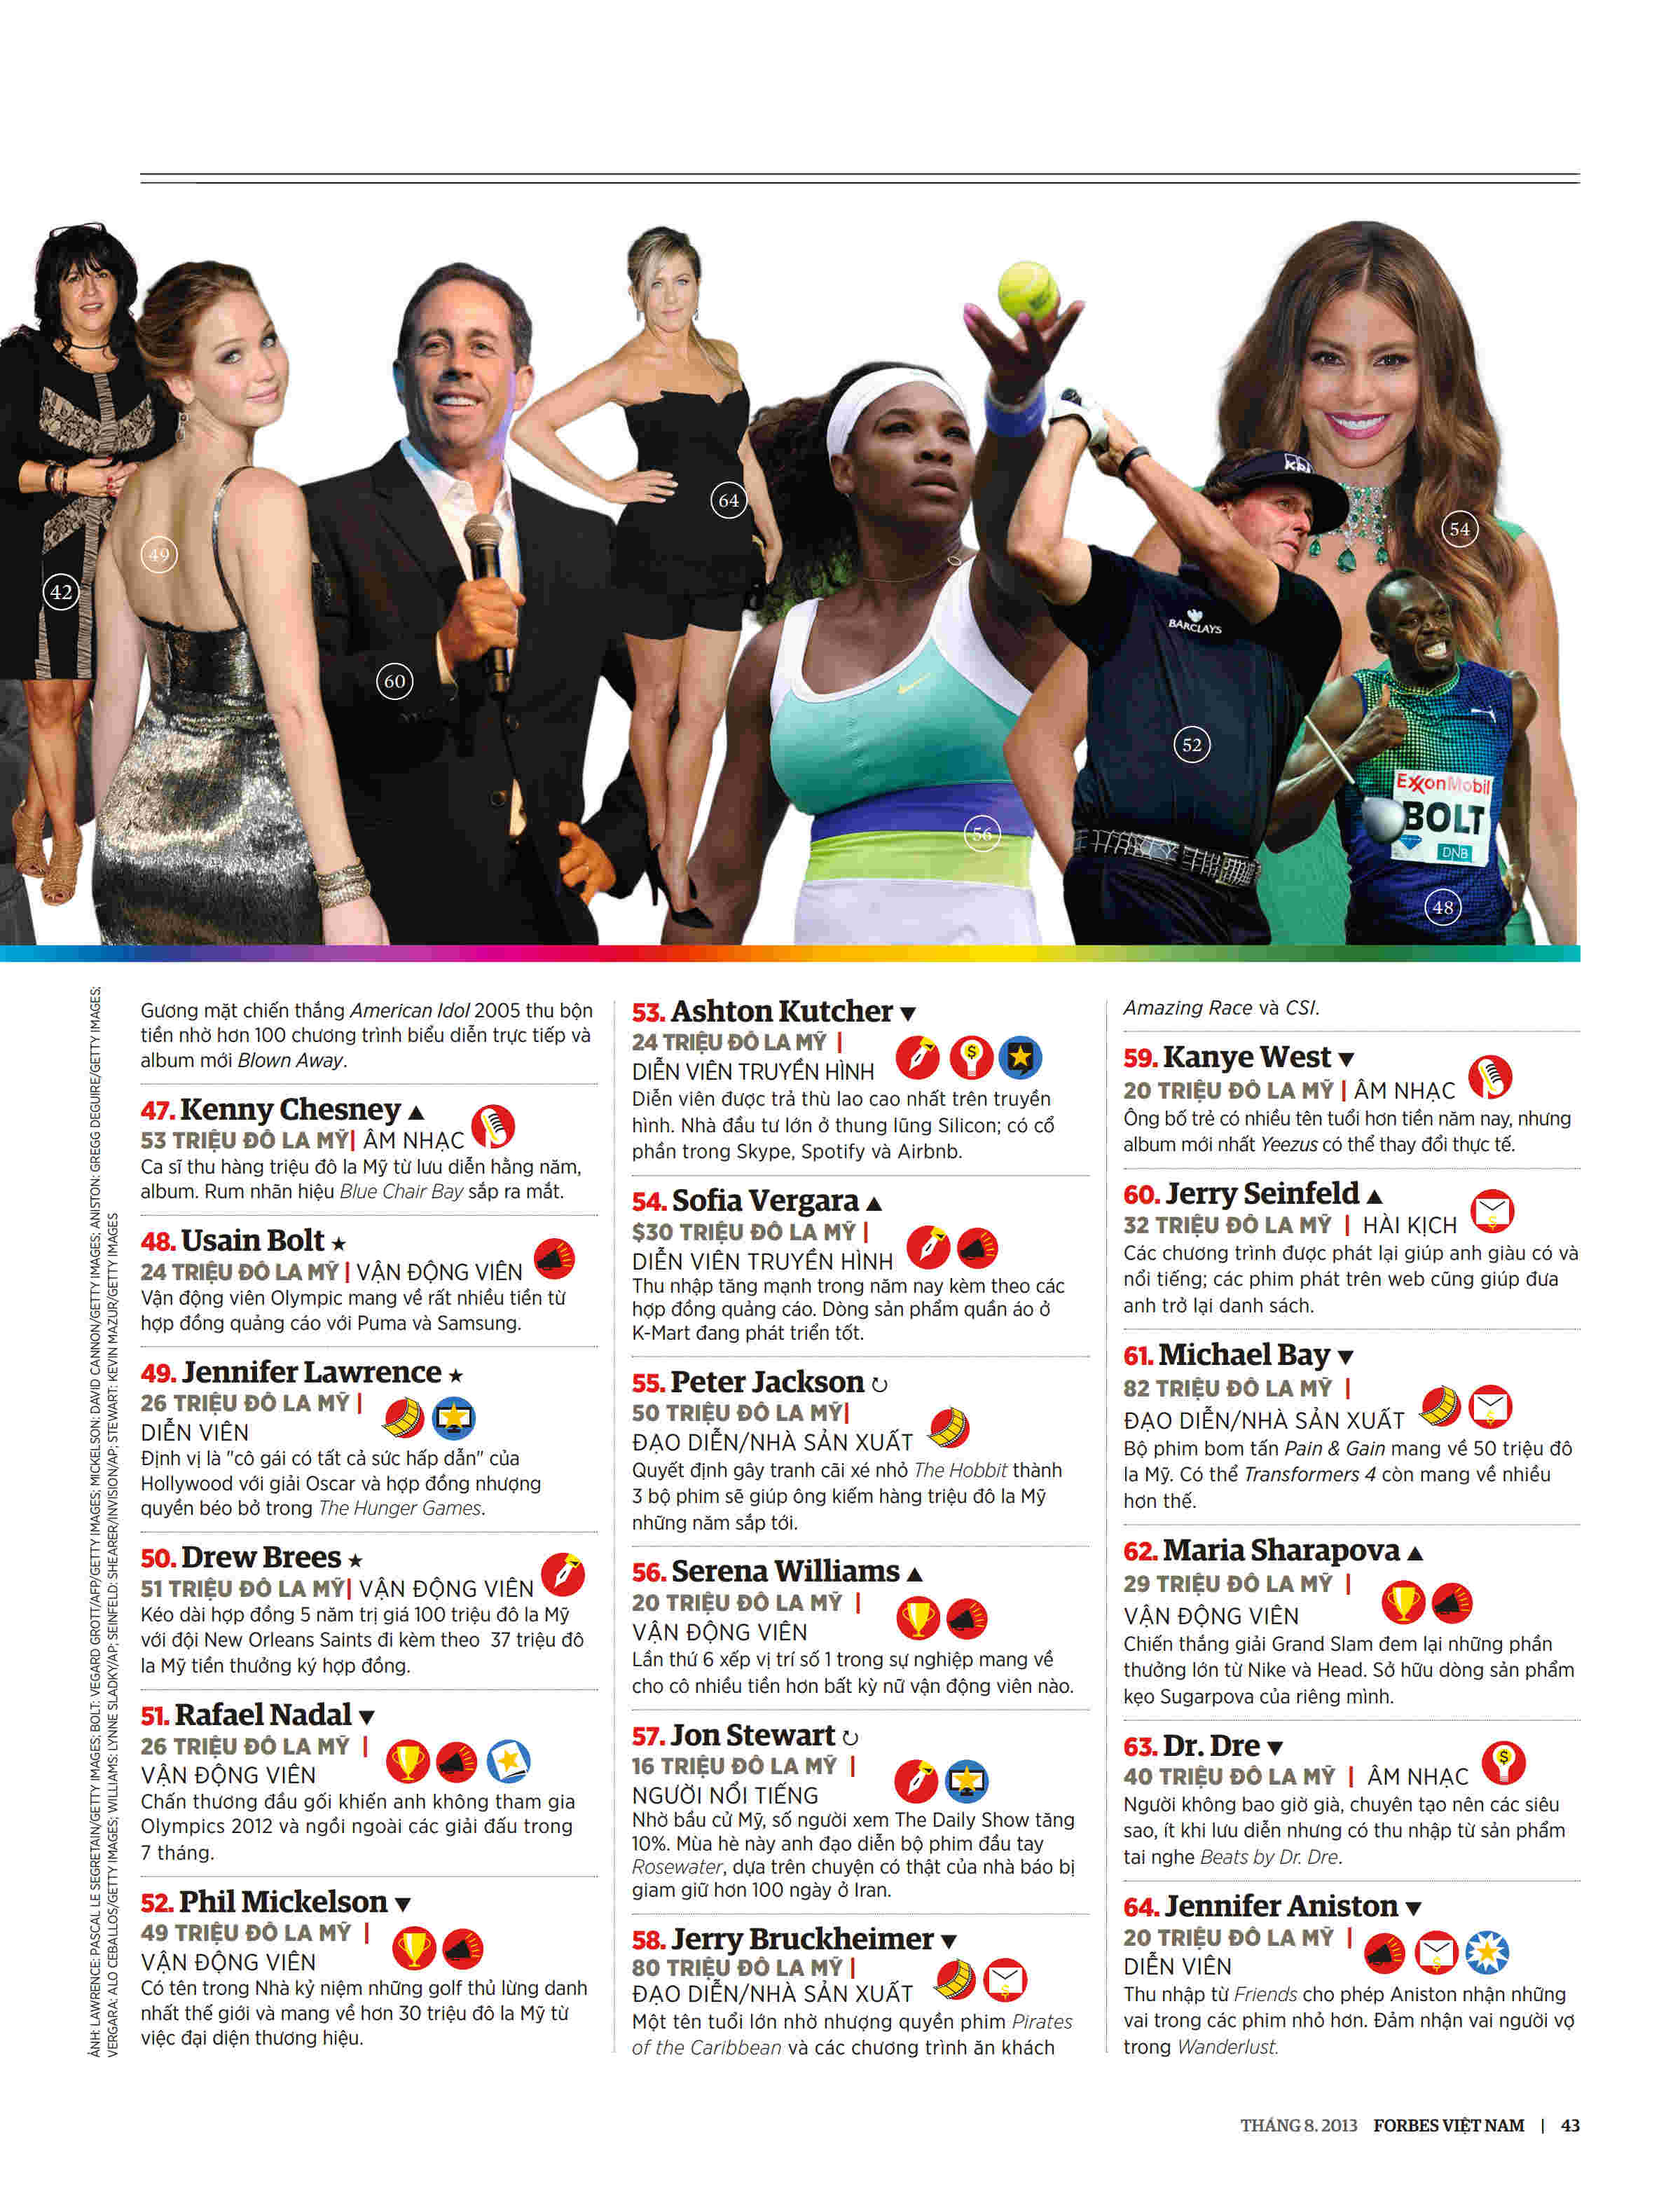 42
49
60
64
56
52
54
48
KPMG
BARCLAYS
ExxonMobil
BOLT
DNB
ẢNH: LAWRENCE: PASCAL LE SEGRETAIN/GETTY IMAGES; BOLT: VEGARD GROTT/AFP/GETTY IMAGES; MICKELSON: DAVID CANNON/GETTY IMAGES; ANISTON: GREGG DEGUIRE/GETTY IMAGES;
VERGARA: ALO CEBALLOS/GETTY IMAGES; WILLIAMS: LYNNE SLADKY/AP; SEINFELD: SHEARER/INVISION/AP; STEWART: KEVIN MAZUR/GETTY IMAGES
Gương mặt chiến thắng American Idol 2005 thu bộn
tiền nhờ hơn 100 chương trình biểu diễn trực tiếp và
album mới Blown Away.
47. Kenny Chesney ▲
53 TRIỆU ĐÔ LA MỸ| ÂM NHẠC
Ca sĩ thu hàng triệu đô la Mỹ từ lưu diễn hằng năm,
album. Rum nhãn hiệu Blue Chair Bay sắp ra mắt.
48. Usain Bolt ★
24 TRIỆU ĐÔ LA MỸ | VẬN ĐỘNG VIÊN
Vận động viên Olympic mang về rất nhiều tiền từ
hợp đồng quảng cáo với Puma và Samsung.
49. Jennifer Lawrence ★
26 TRIỆU ĐÔ LA MỸ |
DIỄN VIÊN
Định vị là "cô gái có tất cả sức hấp dẫn" của
Hollywood với giải Oscar và hợp đồng nhượng
quyền béo bở trong The Hunger Games.
50. Drew Brees ★
51 TRIỆU ĐÔ LA MỸ| VẬN ĐỘNG VIÊN
Kéo dài hợp đồng 5 năm trị giá 100 triệu đô la Mỹ
với đội New Orleans Saints đi kèm theo 37 triệu đô
la Mỹ tiền thưởng ký hợp đồng.
51. Rafael Nadal ▼
26 TRIỆU ĐÔ LA MỸ |
VẬN ĐỘNG VIÊN
Chấn thương đầu gối khiến anh không tham gia
Olympics 2012 và ngồi ngoài các giải đấu trong
7 tháng.
52. Phil Mickelson ▼
49 TRIỆU ĐÔ LA MỸ |
VẬN ĐỘNG VIÊN
Có tên trong Nhà kỷ niệm những golf thủ lừng danh
nhất thế giới và mang về hơn 30 triệu đô la Mỹ từ
việc đại diện thương hiệu.
53. Ashton Kutcher ▼
24 TRIỆU ĐÔ LA MỸ |
DIỄN VIÊN TRUYỀN HÌNH
Diễn viên được trả thù lao cao nhất trên truyền
hình. Nhà đầu tư lớn ở thung lũng Silicon; có cổ
phần trong Skype, Spotify và Airbnb.
54. Sofia Vergara ▲
$30 TRIỆU ĐÔ LA MỸ |
DIỄN VIÊN TRUYỀN HÌNH
Thu nhập tăng mạnh trong năm nay kèm theo các
hợp đồng quảng cáo. Dòng sản phẩm quần áo ở
K-Mart đang phát triển tốt.
55. Peter Jackson ↻
50 TRIỆU ĐÔ LA MỸ|
ĐẠO DIỄN/NHÀ SẢN XUẤT
Quyết định gây tranh cãi xé nhỏ The Hobbit thành
3 bộ phim sẽ giúp ông kiếm hàng triệu đô la Mỹ
những năm sắp tới.
56. Serena Williams ▲
20 TRIỆU ĐÔ LA MỸ |
VẬN ĐỘNG VIÊN
Lần thứ 6 xếp vị trí số 1 trong sự nghiệp mang về
cho cô nhiều tiền hơn bất kỳ nữ vận động viên nào.
57. Jon Stewart ↻
16 TRIỆU ĐÔ LA MỸ |
NGƯỜI NỔI TIẾNG
Nhờ bầu cử Mỹ, số người xem The Daily Show tăng
10%. Mùa hè này anh đạo diễn bộ phim đầu tay
Rosewater, dựa trên chuyện có thật của nhà báo bị
giam giữ hơn 100 ngày ở Iran.
58. Jerry Bruckheimer ▼
80 TRIỆU ĐÔ LA MỸ |
ĐẠO DIỄN/NHÀ SẢN XUẤT
Một tên tuổi lớn nhờ nhượng quyền phim Pirates
of the Caribbean và các chương trình ăn khách
Amazing Race và CSI.
59. Kanye West ▼
20 TRIỆU ĐÔ LA MỸ | ÂM NHẠC
Ông bố trẻ có nhiều tên tuổi hơn tiền năm nay, nhưng
album mới nhất Yeezus có thể thay đổi thực tế.
60. Jerry Seinfeld ▲
32 TRIỆU ĐÔ LA MỸ | HÀI KỊCH
Các chương trình được phát lại giúp anh giàu có và
nổi tiếng; các phim phát trên web cũng giúp đưa
anh trở lại danh sách.
61. Michael Bay ▼
82 TRIỆU ĐÔ LA MỸ |
ĐẠO DIỄN/NHÀ SẢN XUẤT
Bộ phim bom tấn Pain & Gain mang về 50 triệu đô
la Mỹ. Có thể Transformers 4 còn mang về nhiều
hơn thế.
62. Maria Sharapova ▲
29 TRIỆU ĐÔ LA MỸ |
VẬN ĐỘNG VIÊN
Chiến thắng giải Grand Slam đem lại những phần
thưởng lớn từ Nike và Head. Sở hữu dòng sản phẩm
kẹo Sugarpova của riêng mình.
63. Dr. Dre ▼
40 TRIỆU ĐÔ LA MỸ | ÂM NHẠC
Người không bao giờ già, chuyên tạo nên các siêu
sao, ít khi lưu diễn nhưng có thu nhập từ sản phẩm
tai nghe Beats by Dr. Dre.
64. Jennifer Aniston ▼
20 TRIỆU ĐÔ LA MỸ |
DIỄN VIÊN
Thu nhập từ Friends cho phép Aniston nhận những
vai trong các phim nhỏ hơn. Đảm nhận vai người vợ
trong Wanderlust.
THÁNG 8. 2013 FORBES VIỆT NAM | 43